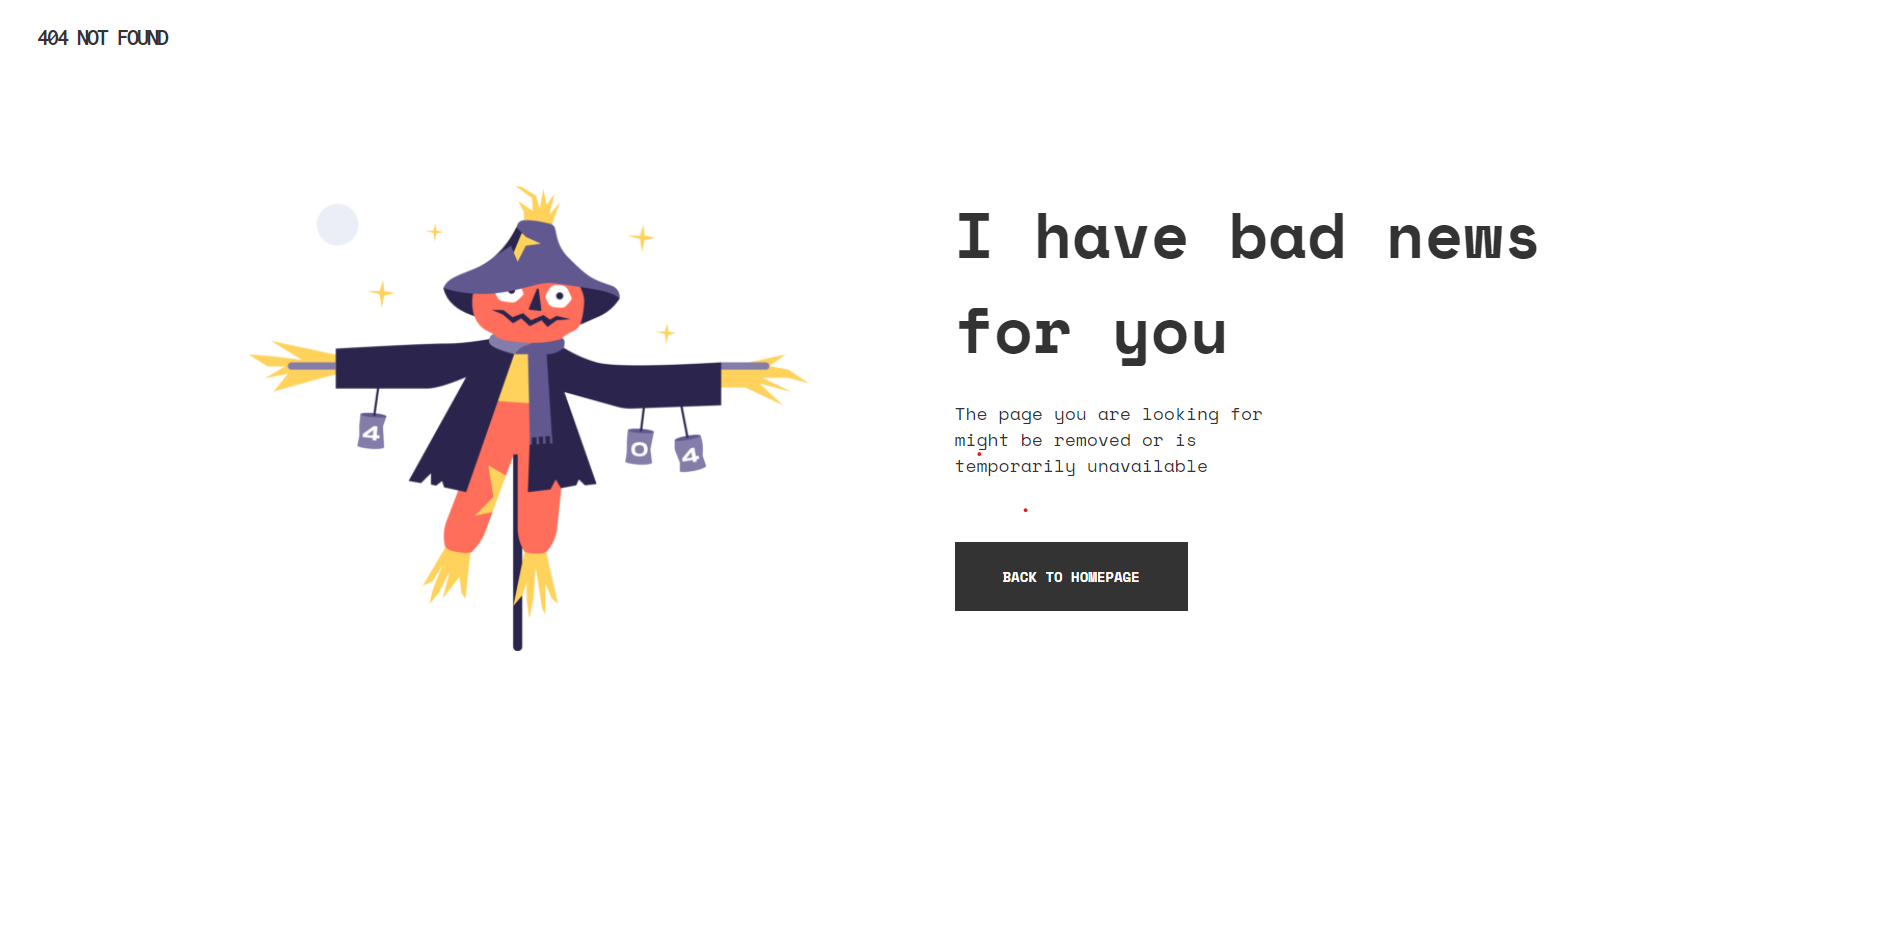 404 NOT FOUND
I have bad news
for you
The page you are looking for
might be removed or is
temporarily unavailable
BACK TO HOMEPAGE
4
0
4